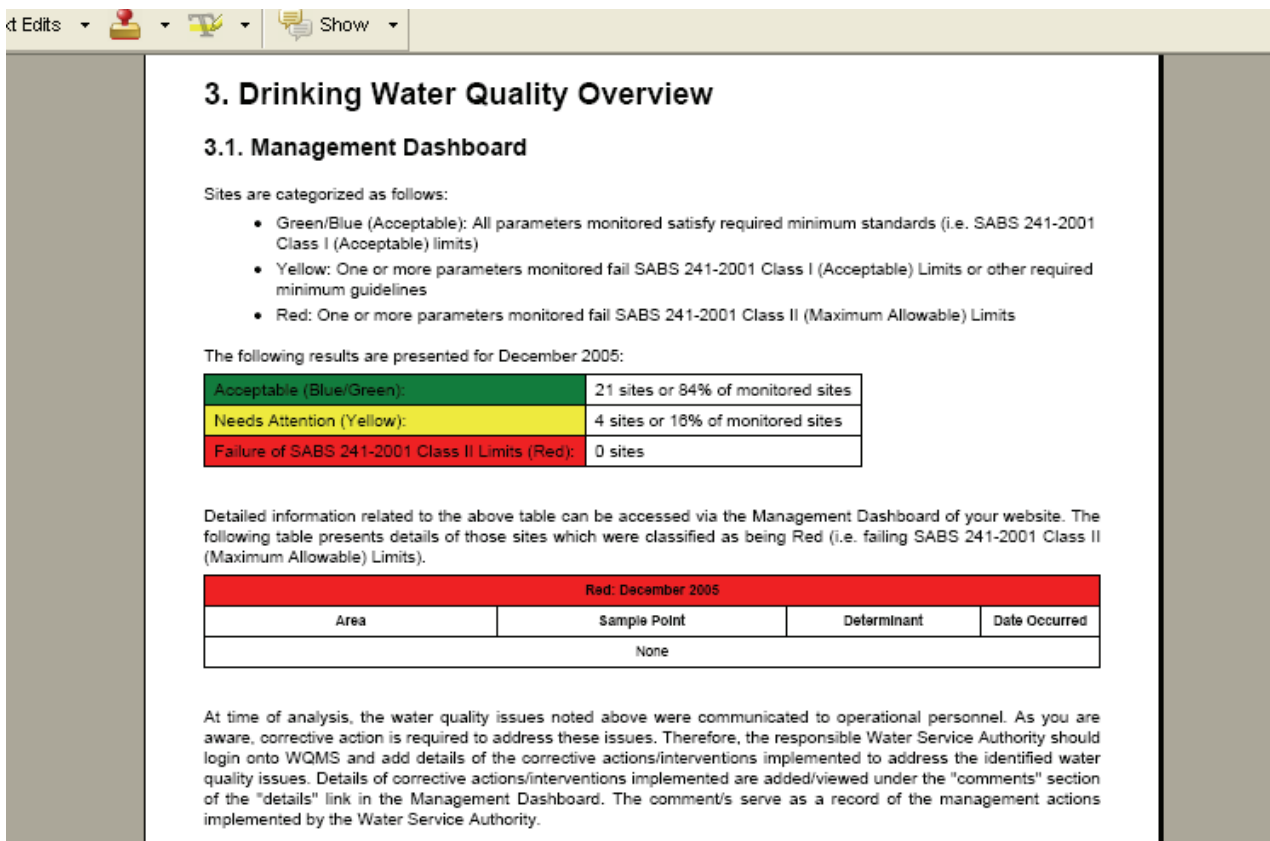 xt Edits
Show
3. Drinking Water Quality Overview
3.1. Management Dashboard
Sites are categorized as follows:
• Green/Blue (Acceptable): All parameters monitored satisfy required minimum standards (i.e. SABS 241-2001
Class I (Acceptable) limits)
• Yellow: One or more parameters monitored fail SABS 241-2001 Class I (Acceptable) Limits or other required
minimum guidelines
• Red: One or more parameters monitored fail SABS 241-2001 Class II (Maximum Allowable) Limits
The following results are presented for December 2005:
Acceptable (Blue/Green): 21 sites or 84% of monitored sites
Needs Attention (Yellow): 4 sites or 16% of monitored sites
Failure of SABS 241-2001 Class II Limits (Red): 0 sites
Detailed information related to the above table can be accessed via the Management Dashboard of your website. The
following table presents details of those sites which were classified as being Red (i.e. failing SABS 241-2001 Class II
(Maximum Allowable) Limits).
Red: December 2005
Area Sample Point Determinant Date Occurred
None
At time of analysis, the water quality issues noted above were communicated to operational personnel. As you are
aware, corrective action is required to address these issues. Therefore, the responsible Water Service Authority should
login onto WQMS and add details of the corrective actions/interventions implemented to address the identified water
quality issues. Details of corrective actions/interventions implemented are added/viewed under the "comments" section
of the "details" link in the Management Dashboard. The comment/s serve as a record of the management actions
implemented by the Water Service Authority.